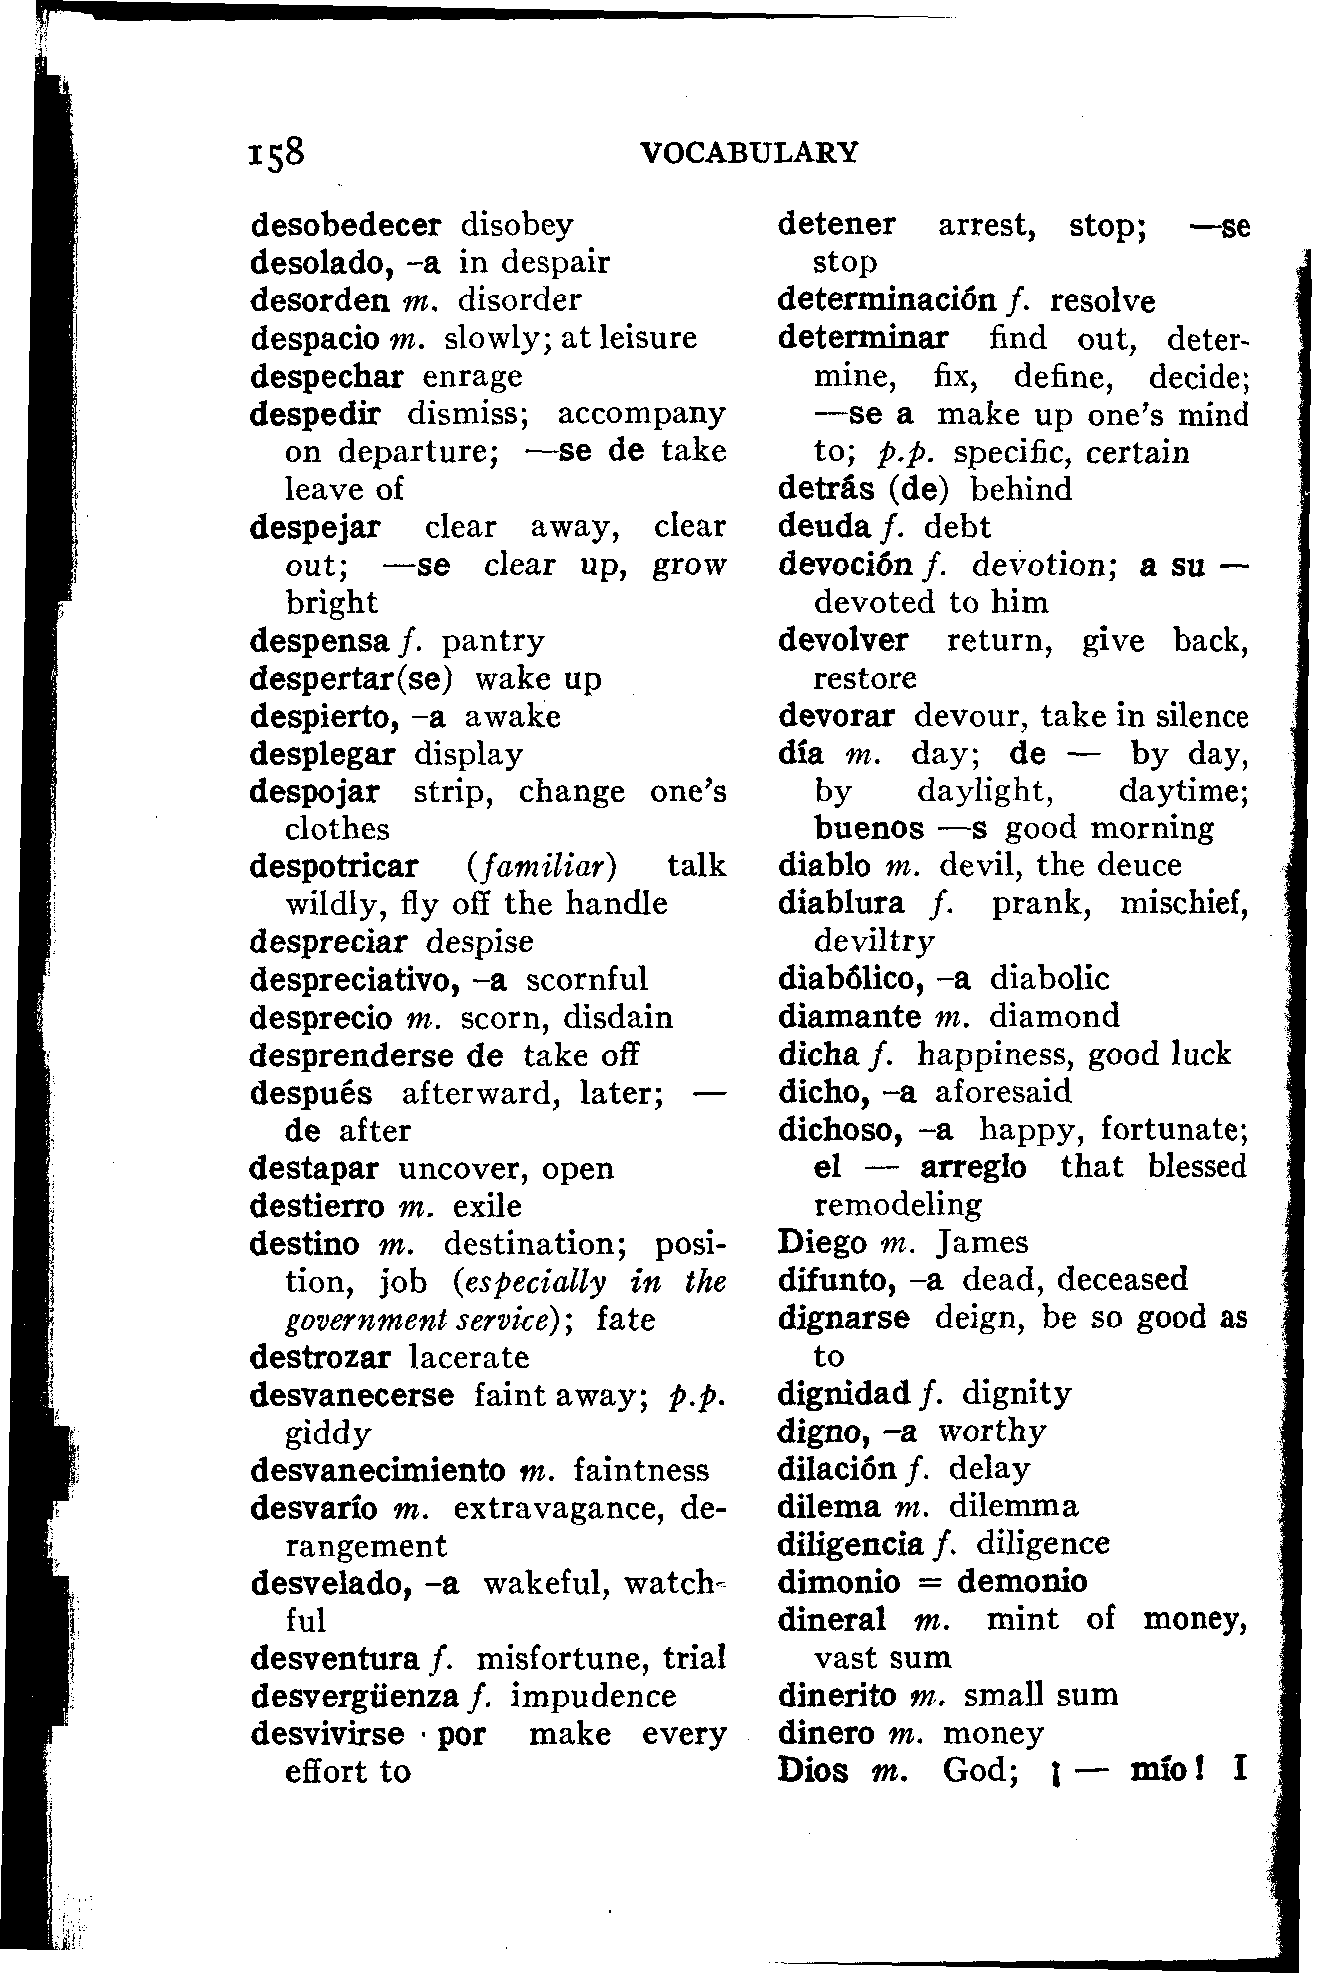 158 VOCABULARY
desobedecer disobey
desolado, –a in despair
desorden m. disorder
despacio m. slowly; at leisure
despechar enrage
despedir dismiss; accompany
on departure; —se de take
leave of
despejar clear away, clear
out; —se clear up, grow
bright
despensa f. pantry
despertar(se) wake up
despierto, –a awake
desplegar display
despojar strip, change one's
clothes
despotricar (familiar) talk
wildly, fly off the handle
despreciar despise
despreciativo, –a scornful
desprecio m. scorn, disdain
desprenderse de take off
después afterward, later; —
de after
destapar uncover, open
destierro m. exile
destino m. destination; posi-
tion, job (especially in the
government service); fate
destrozar lacerate
desvanecerse faint away; p.p.
giddy
desvanecimiento m. faintness
desvarío m. extravagance, de-
rangement
desvelado, –a wakeful, watch-
ful
desventura f. misfortune, trial
desvergüenza f. impudence
desvivirse por make every
effort to
detener arrest, stop; —se
stop
determinación f. resolve
determinar find out, deter-
mine, fix, define, decide;
—se a make up one's mind
to; p.p. specific, certain
detrás (de) behind
deuda f. debt
devoción f. devotion; a su —
devoted to him
devolver return, give back,
restore
devorar devour, take in silence
día m. day; de — by day,
by daylight, daytime;
buenos —s good morning
diablo m. devil, the deuce
diablura f. prank, mischief,
deviltry
diabólico, –a diabolic
diamante m. diamond
dicha f. happiness, good luck
dicho, –a aforesaid
dichoso, –a happy, fortunate;
el — arreglo that blessed
remodeling
Diego m. James
difunto, –a dead, deceased
dignarse deign, be so good as
to
dignidad f. dignity
digno, –a worthy
dilación f. delay
dilema m. dilemma
diligencia f. diligence
dimonio = demonio
dineral m. mint of money,
vast sum
dinerito m. small sum
dinero m. money
Dios m. God; ¡ — mío! I